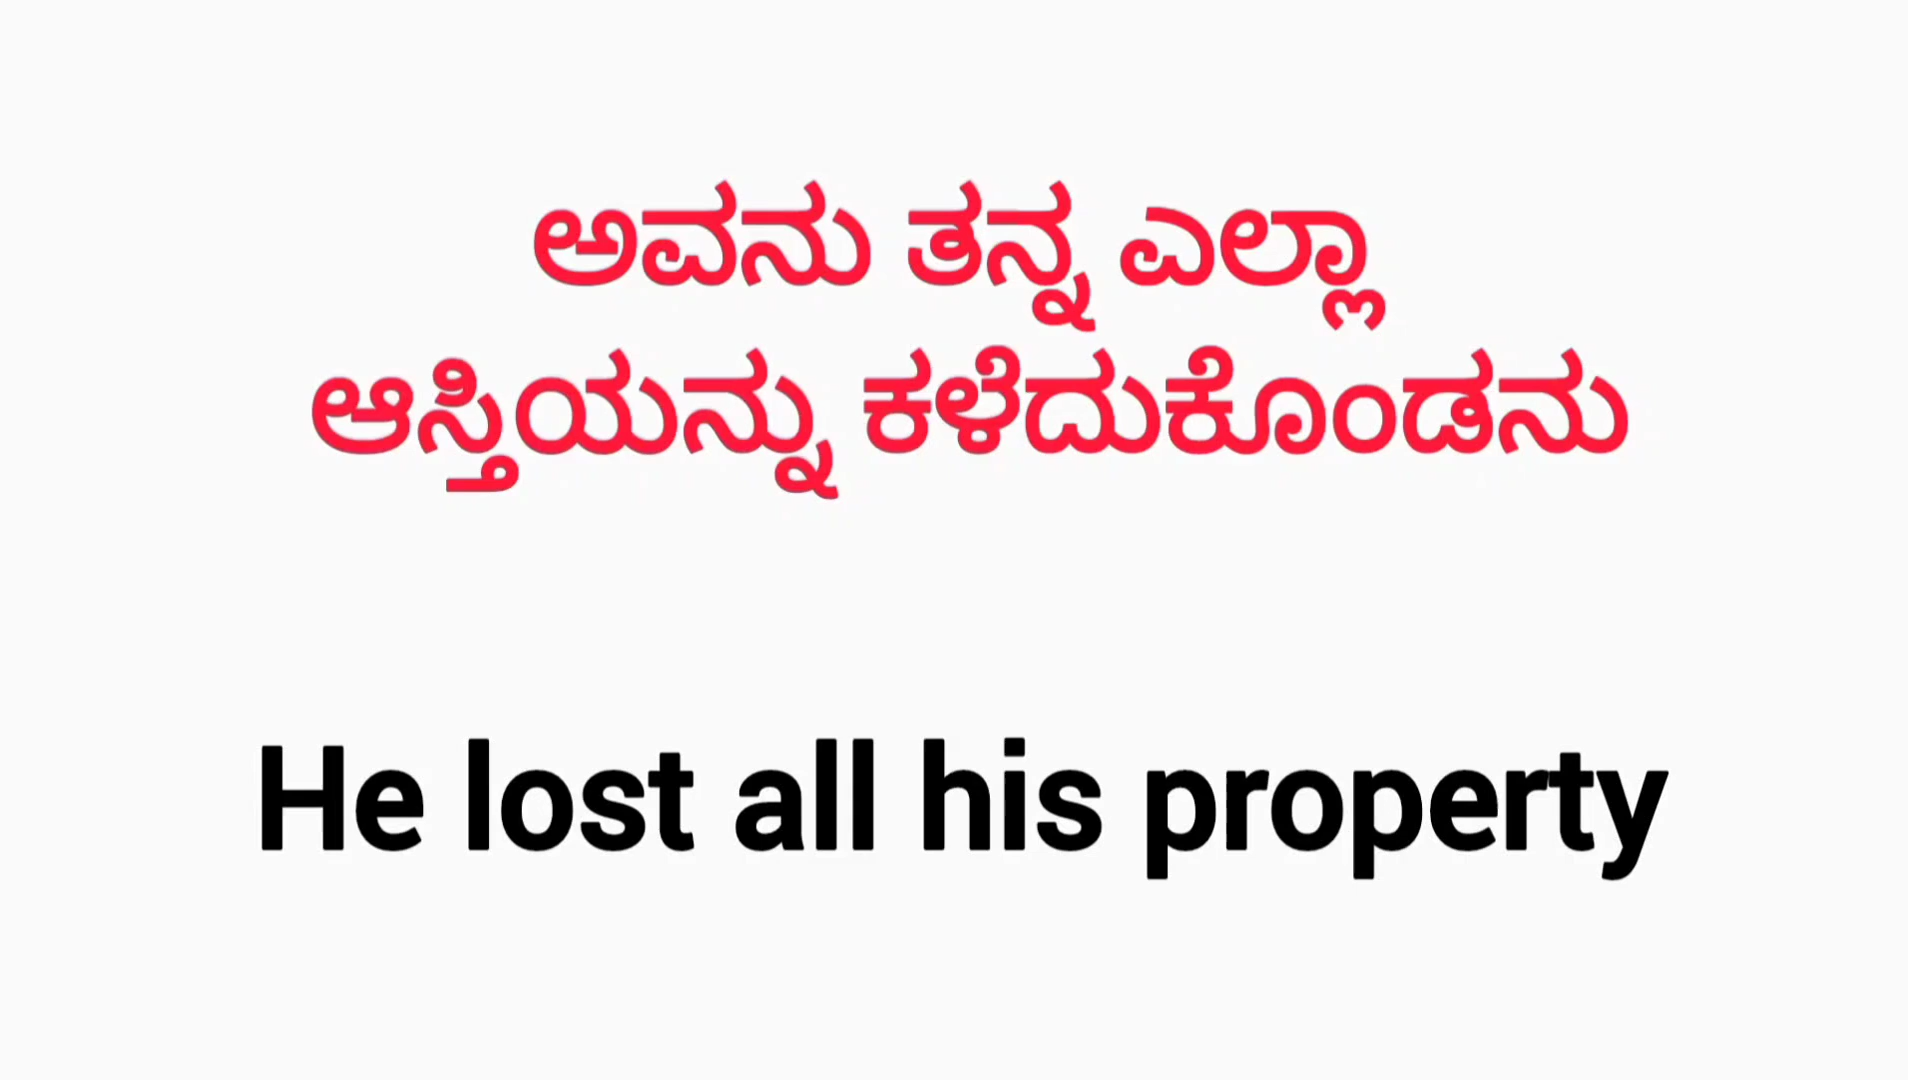 ಅವನು ತನ್ನ ಎಲ್ಲಾ
ಆಸ್ತಿಯನ್ನು ಕಳೆದುಕೊಂಡನು
He lost all his property